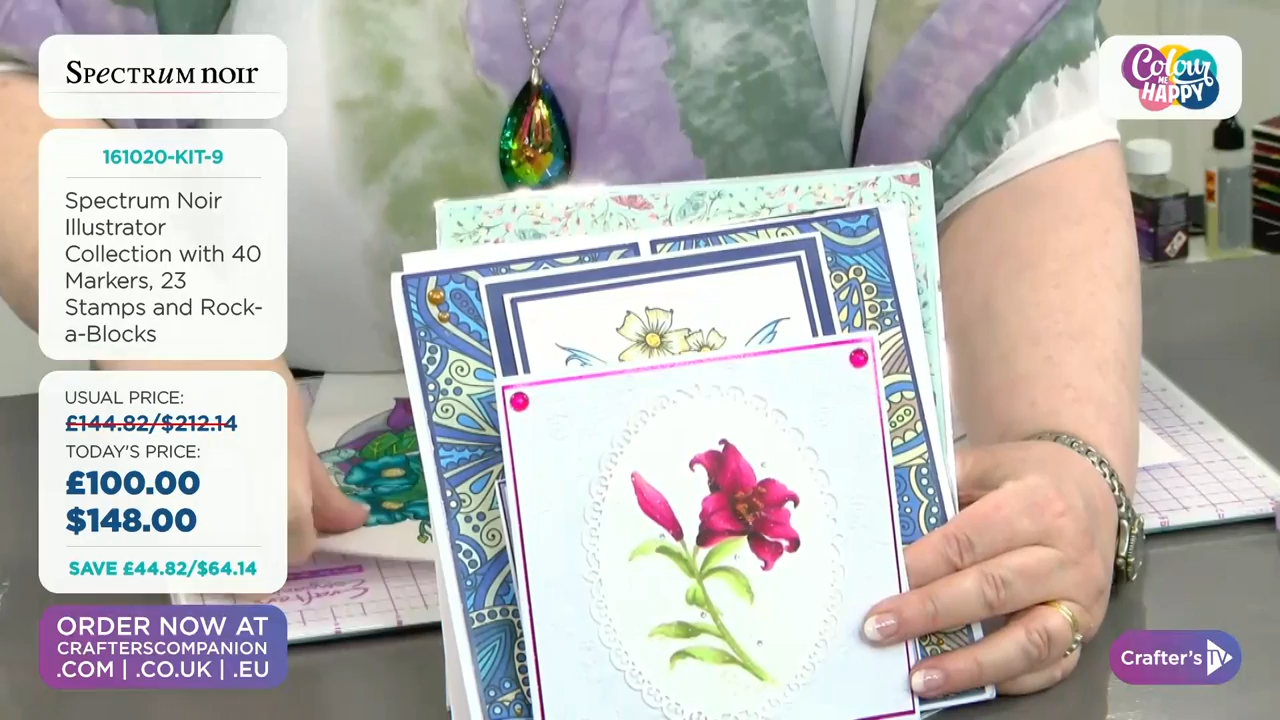 SPECTRUM NOIR
161020-KIT-9
Spectrum Noir
Illustrator
Collection with 40
Markers, 23
Stamps and Rock-
a-Blocks
USUAL PRICE:
£144.82/$212.14
TODAY'S PRICE:
£100.00
$148.00
SAVE £44.82/$64.14
ORDER NOW AT
CRAFTERSCOMPANION
.COM | .CO.UK | .EU
Colour
ME
HAPPY
Crafter's TV